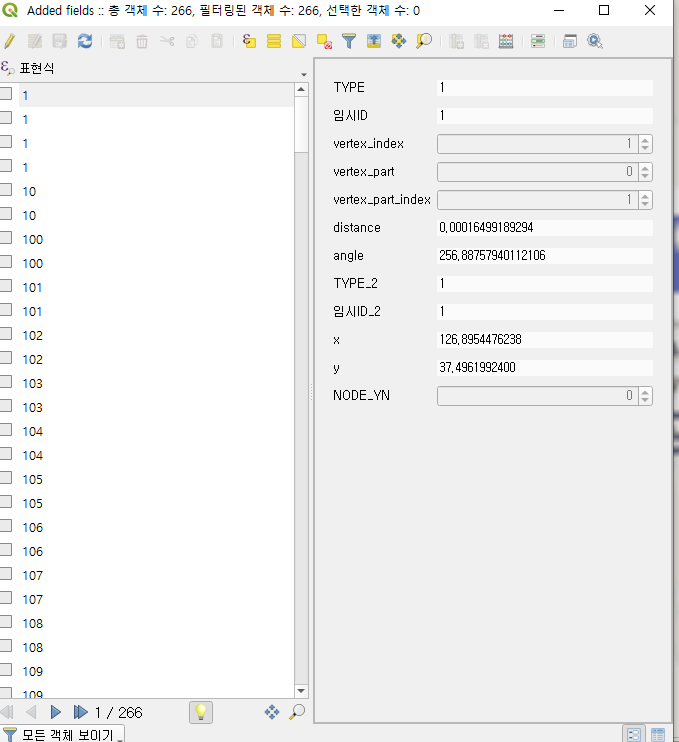 Added fields :: 총 객체 수: 266, 필터링된 객체 수: 266, 선택한 객체 수: 0
표현식
1
1
1
1
10
10
100
100
101
101
102
102
103
103
104
104
105
105
106
106
107
107
108
108
109
109
TYPE 1
임시ID 1
vertex_index 1
vertex_part 0
vertex_part_index 1
distance 0,00016499189294
angle 256,88757940112106
TYPE_2 1
임시ID_2 1
x 126,8954476238
y 37,4961992400
NODE_YN 0
1 / 266
모든 객체 보이기